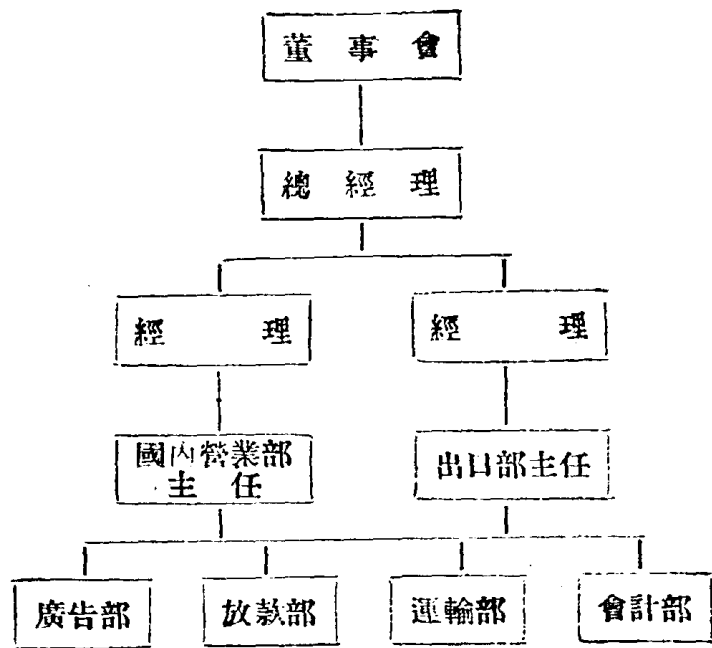 董事會
總經理
經理
經理
國內營業部
主任
出口部主任
廣告部
放款部
運輸部
會計部